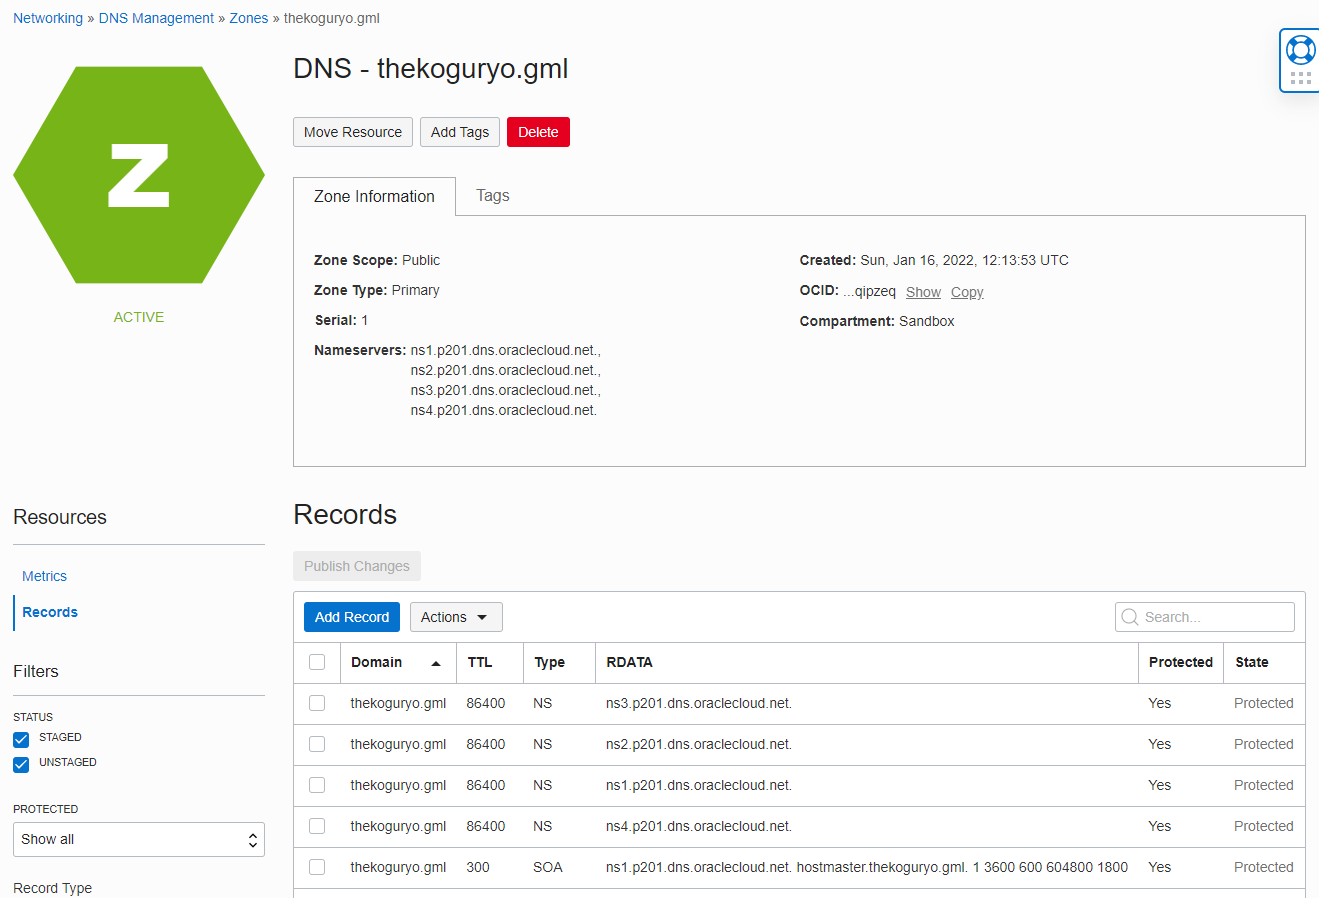 Networking » DNS Management » Zones » thekoguryo.gml
Z
ACTIVE
DNS - thekoguryo.gml
Move Resource Add Tags Delete
Zone Information Tags
Zone Scope: Public
Zone Type: Primary
Serial: 1
Nameservers: ns1.p201.dns.oraclecloud.net.,
ns2.p201.dns.oraclecloud.net.,
ns3.p201.dns.oraclecloud.net.,
ns4.p201.dns.oraclecloud.net.
Created: Sun, Jan 16, 2022, 12:13:53 UTC
OCID: ...qipzeq Show Copy
Compartment: Sandbox
Resources
Metrics
Records
Filters
STATUS
STAGED
UNSTAGED
PROTECTED
Show all
Record Type
Records
Publish Changes
Add Record Actions Search...
Domain TTL Type RDATA Protected State
thekoguryo.gml 86400 NS ns3.p201.dns.oraclecloud.net. Yes Protected
thekoguryo.gml 86400 NS ns2.p201.dns.oraclecloud.net. Yes Protected
thekoguryo.gml 86400 NS ns1.p201.dns.oraclecloud.net. Yes Protected
thekoguryo.gml 86400 NS ns4.p201.dns.oraclecloud.net. Yes Protected
thekoguryo.gml 300 SOA ns1.p201.dns.oraclecloud.net. hostmaster.thekoguryo.gml. 1 3600 600 604800 1800 Yes Protected